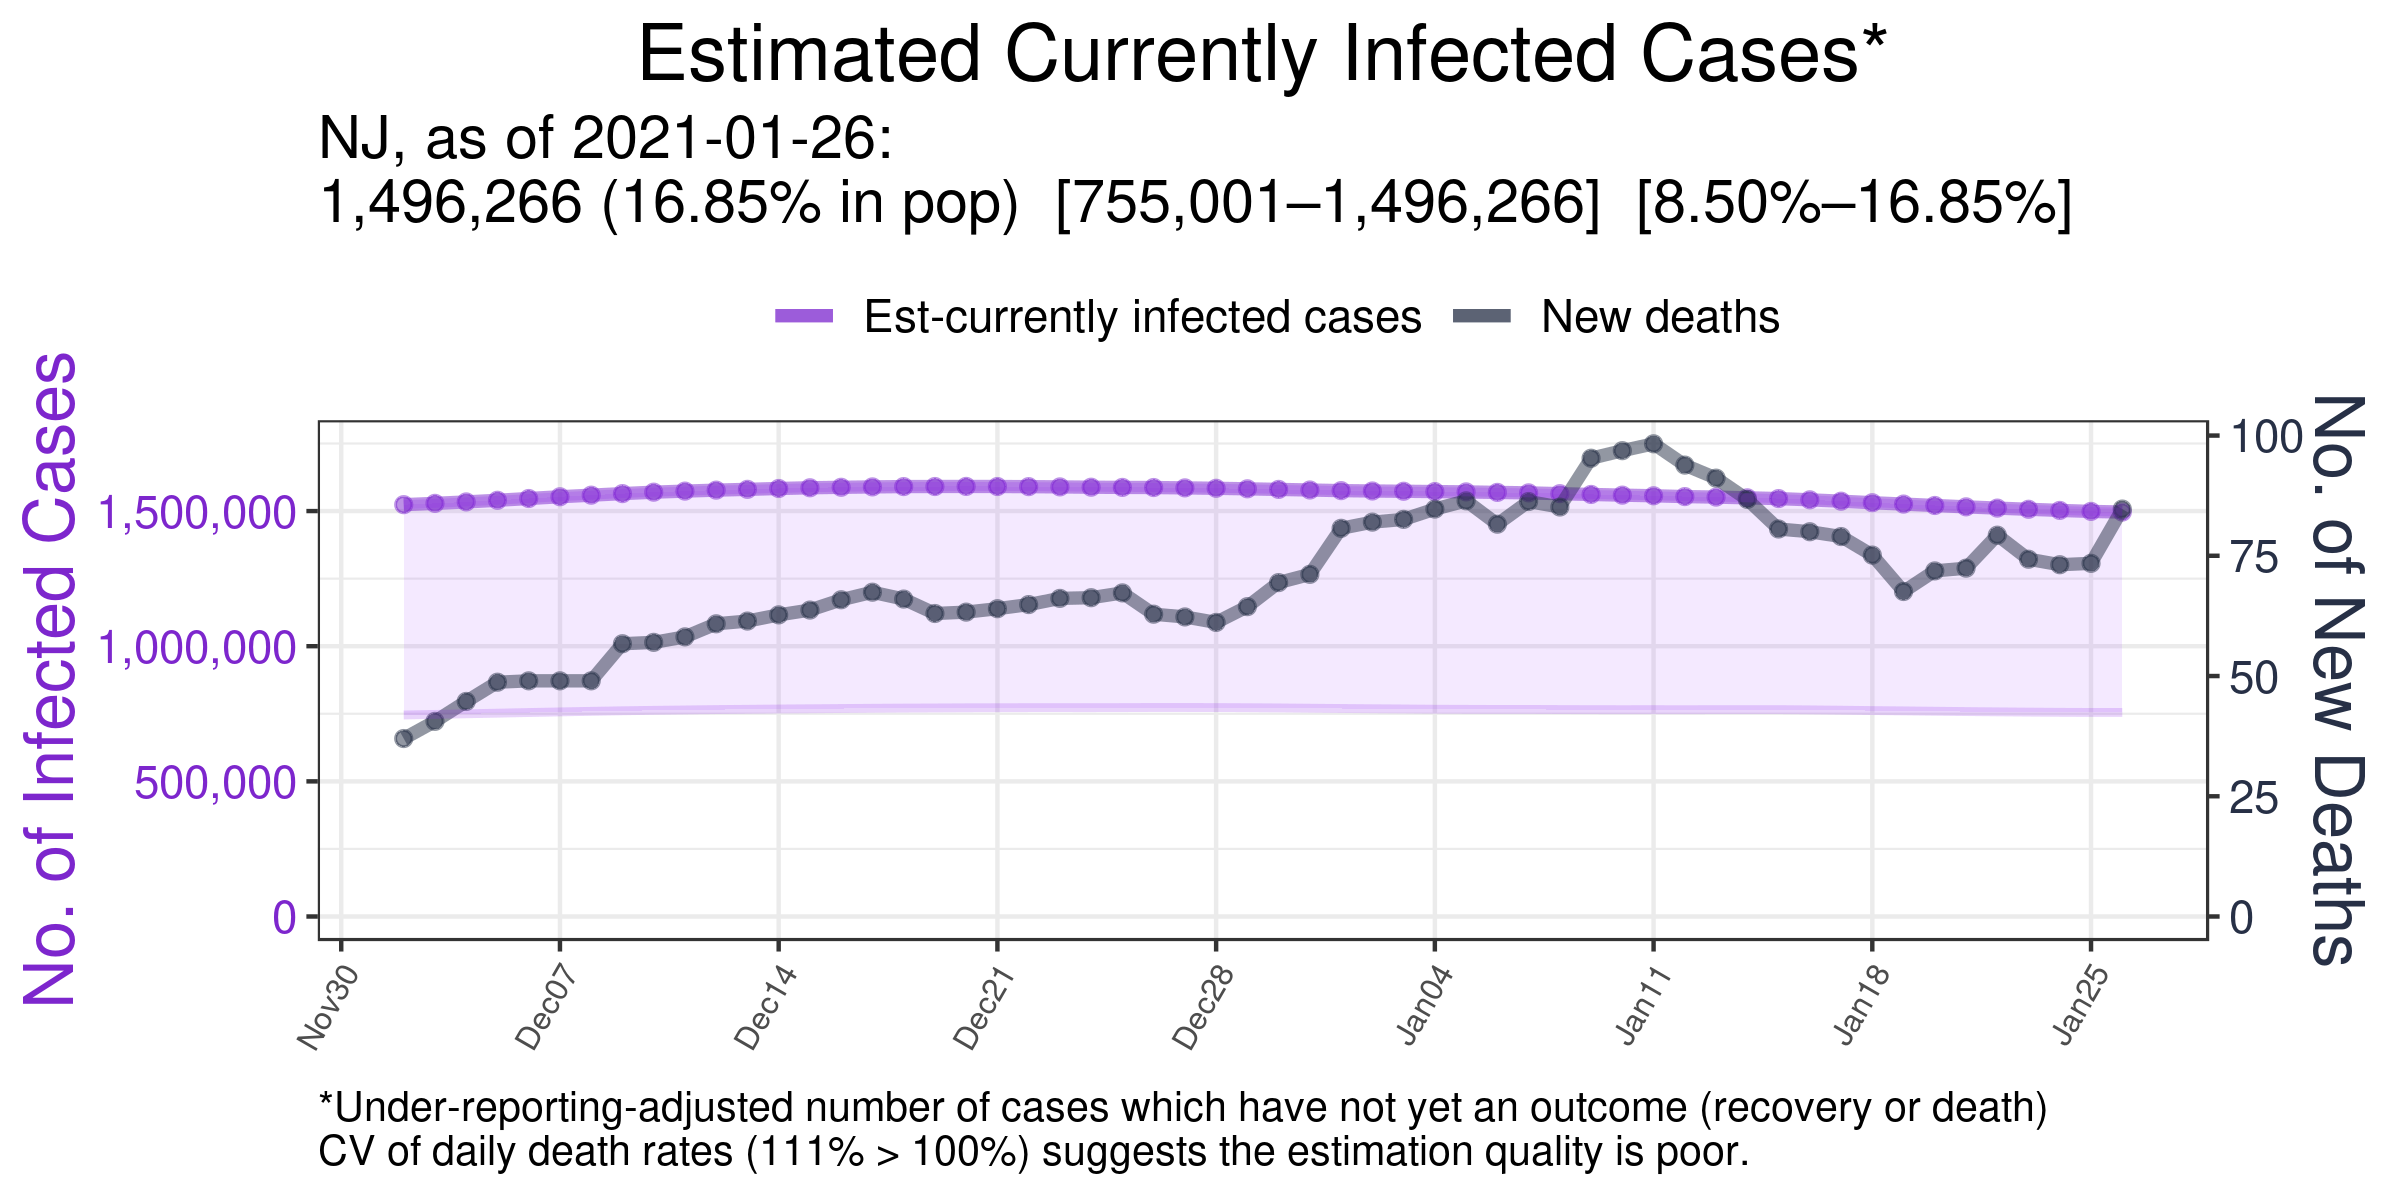 Estimated Currently Infected Cases*
NJ, as of 2021-01-26:
1,496,266 (16.85% in pop)  [755,001–1,496,266]  [8.50%–16.85%]
Est-currently infected cases
New deaths
No. of Infected Cases
1,500,000
1,000,000
500,000
0
100
75
50
25
0
No. of New Deaths
Nov30
Dec07
Dec14
Dec21
Dec28
Jan04
Jan11
Jan18
Jan25
*Under-reporting-adjusted number of cases which have not yet an outcome (recovery or death)
CV of daily death rates (111% > 100%) suggests the estimation quality is poor.